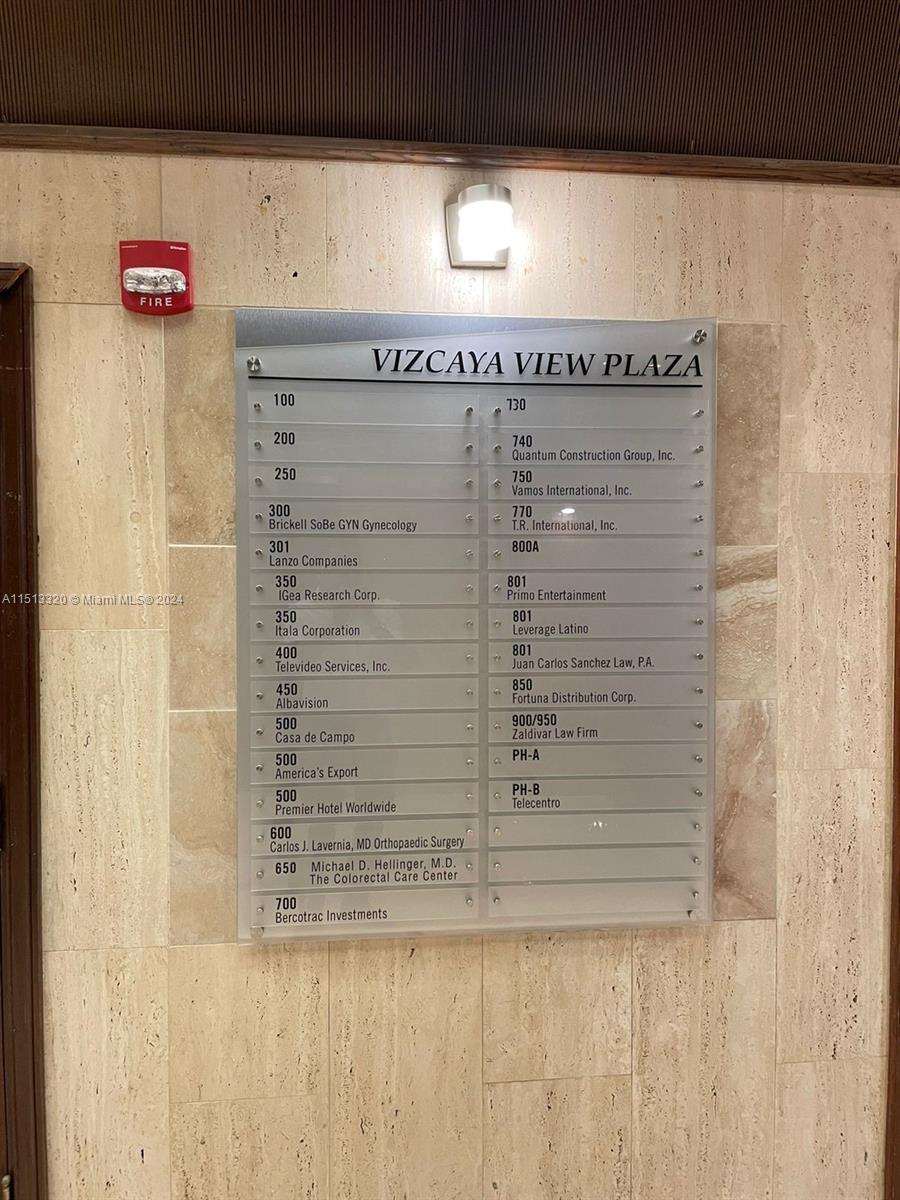 FIRE
VIZCAYA VIEW PLAZA
100
200
250
300
Brickell SoBe GYN Gynecology
301
Lanzo Companies
350
IGea Research Corp.
350
Itala Corporation
400
Televideo Services, Inc.
450
Albavision
500
Casa de Campo
500
America's Export
500
Premier Hotel Worldwide
600
Carlos J. Lavernia, MD Orthopaedic Surgery
650 Michael D. Hellinger, M.D.
The Colorectal Care Center
700
Bercotrac Investments
730
740
Quantum Construction Group, Inc.
750
Vamos International, Inc.
770
T.R. International, Inc.
800A
801
Primo Entertainment
801
Leverage Latino
801
Juan Carlos Sanchez Law, P.A.
850
Fortuna Distribution Corp.
900/950
Zaldivar Law Firm
PH-A
PH-B
Telecentro
A11513320 © Miami MLS® 2024